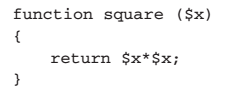 function square ($x)
{
    return $x*$x;
}